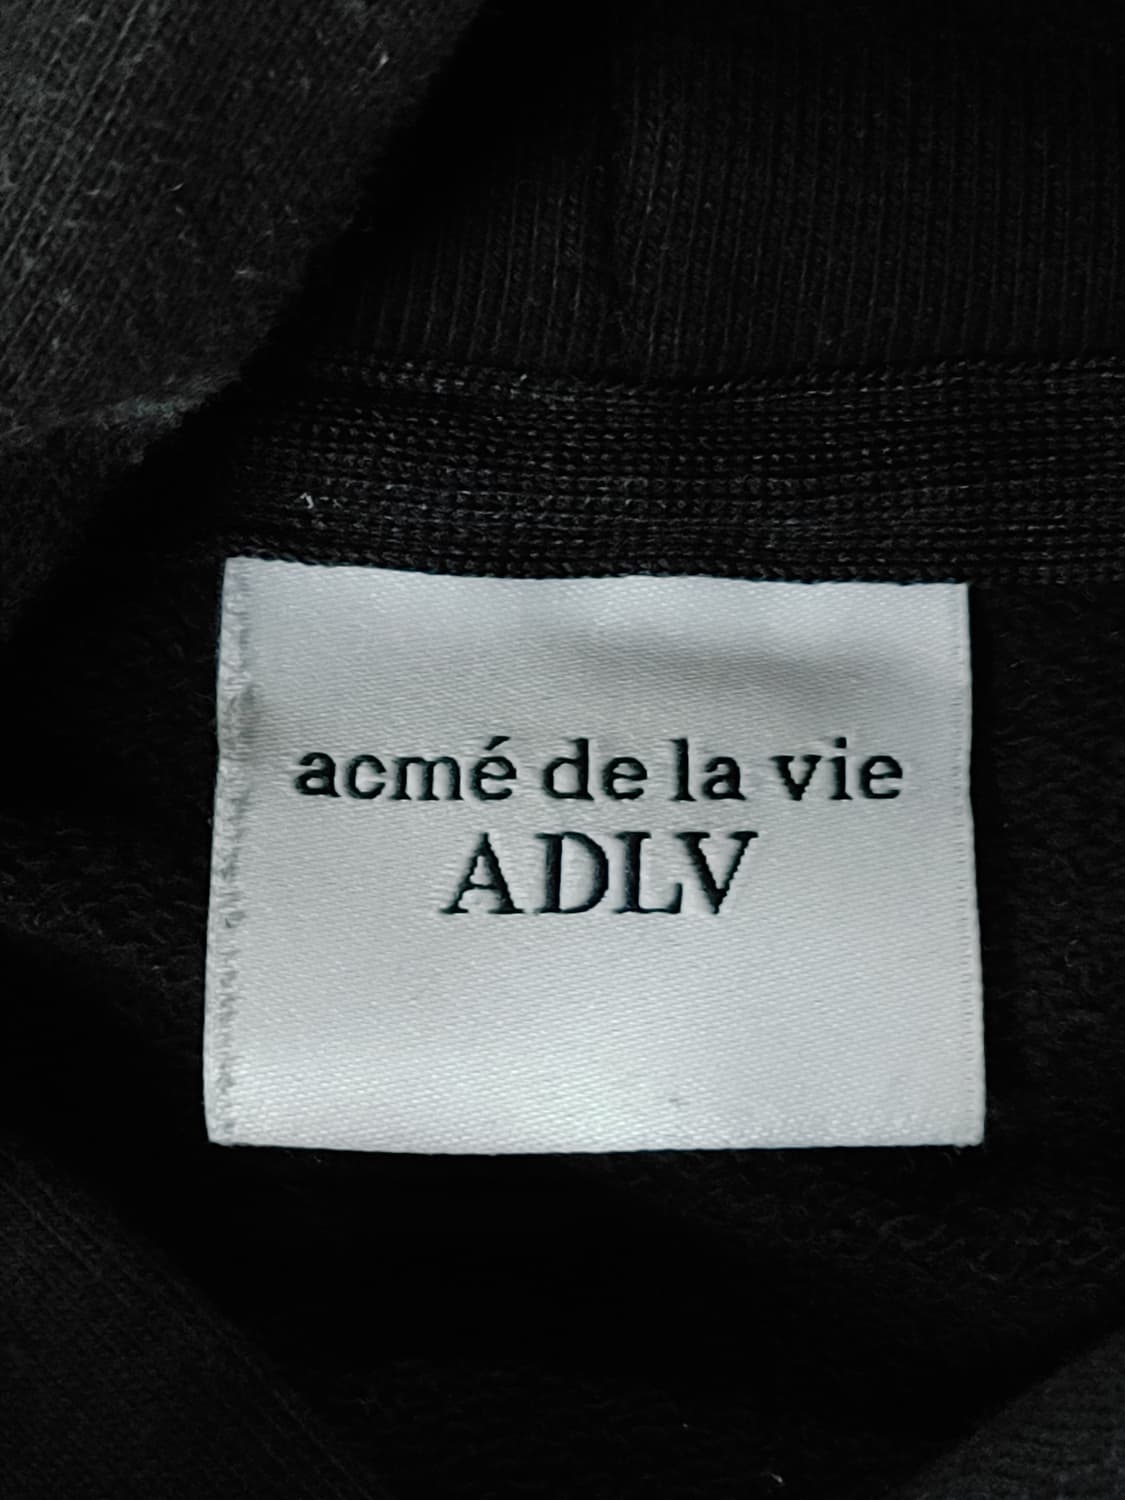 acmé de la vie
ADLV